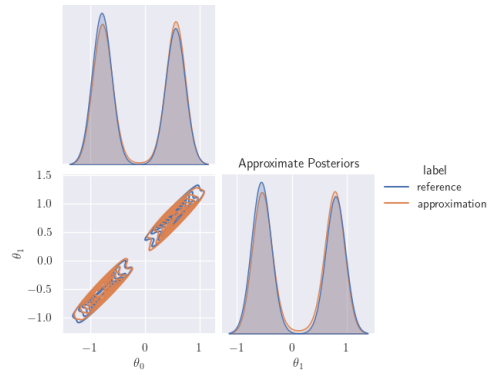 Approximate Posteriors
label
reference
approximation
1.5
1.0
0.5
0.0
−0.5
−1.0
θ1
−1 0 1
θ0
−1 0 1
θ1